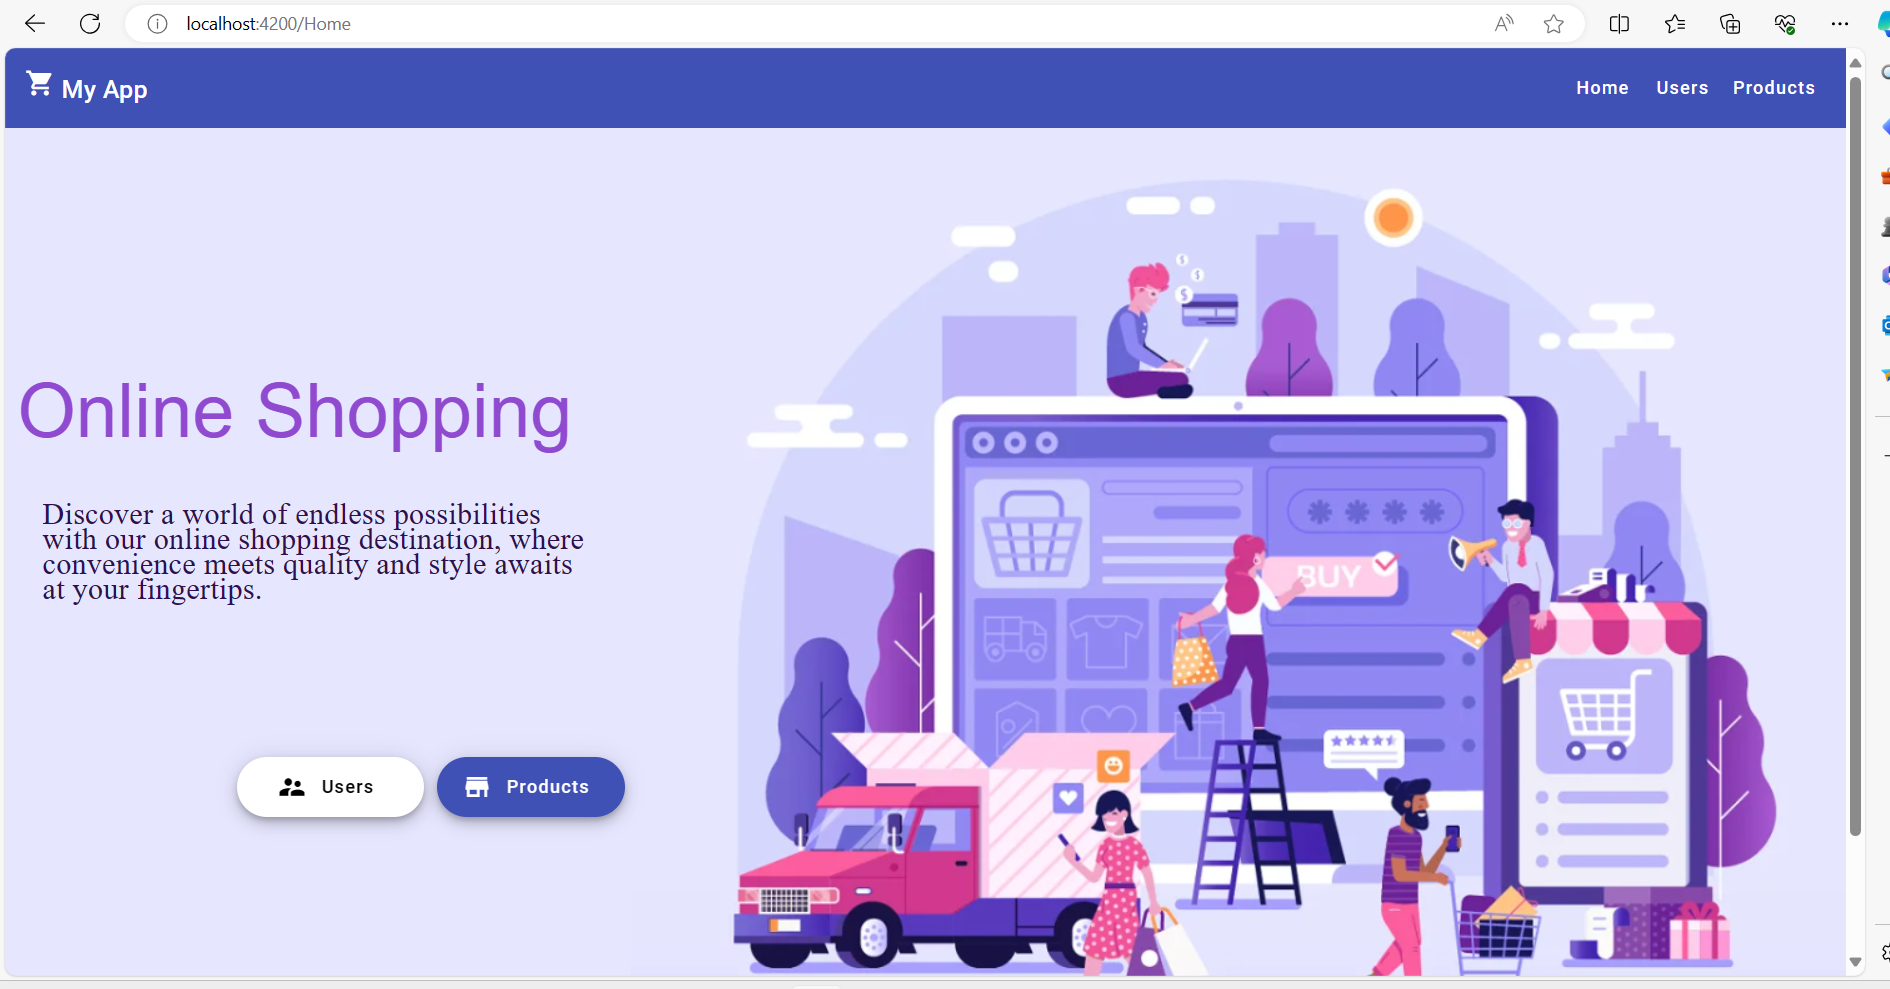 localhost:4200/Home
My App
Home Users Products
Online Shopping
Discover a world of endless possibilities
with our online shopping destination, where
convenience meets quality and style awaits
at your fingertips.
Users
Products
BUY